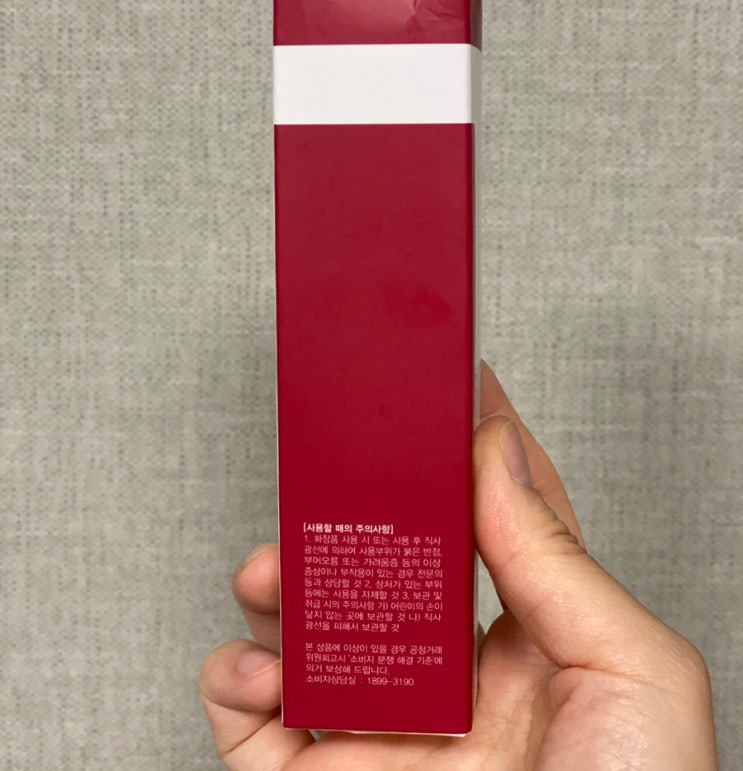 [사용할 때의 주의사항]
1. 화장품 사용 시 또는 사용 후 직사
광선에 의하여 사용부위가 붉은 반점,
부어오름 또는 가려움증 등의 이상
증상이나 부작용이 있는 경우 전문의
등과 상담할 것 2. 상처가 있는 부위
등에는 사용을 자제할 것 3. 보관 및
취급 시의 주의사항 가) 어린이의 손이
닿지 않는 곳에 보관할 것 나) 직사
광선을 피해서 보관할 것
본 상품에 이상이 있을 경우 공정거래
위원회고시 '소비자 분쟁 해결 기준'에
의거 보상해 드립니다.
소비자상담실 : 1899-3190